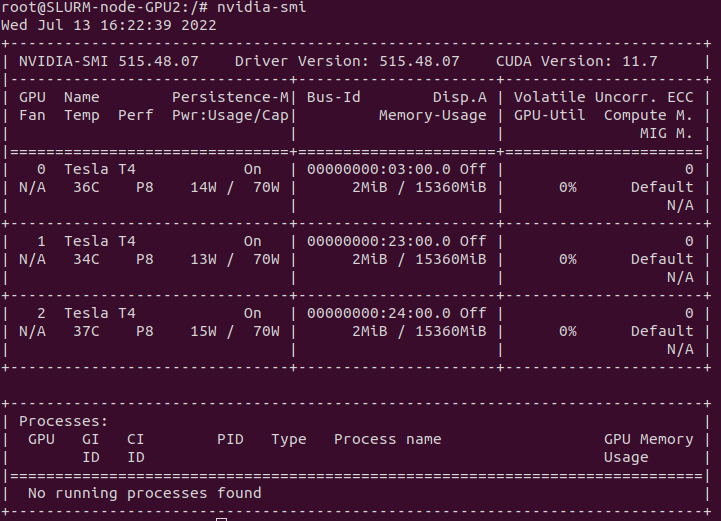 root@SLURM-node-GPU2:/# nvidia-smi
Wed Jul 13 16:22:39 2022
+-----------------------------------------------------------------------------+
| NVIDIA-SMI 515.48.07    Driver Version: 515.48.07    CUDA Version: 11.7     |
|-------------------------------+----------------------+----------------------+
| GPU  Name        Persistence-M| Bus-Id        Disp.A | Volatile Uncorr. ECC |
| Fan  Temp  Perf  Pwr:Usage/Cap|         Memory-Usage | GPU-Util  Compute M. |
|                               |                      |               MIG M. |
|===============================+======================+======================|
|   0  Tesla T4            On   | 00000000:03:00.0 Off |                    0 |
| N/A   36C    P8    14W /  70W |      2MiB / 15360MiB |      0%      Default |
|                               |                      |                  N/A |
+-------------------------------+----------------------+----------------------+
|   1  Tesla T4            On   | 00000000:23:00.0 Off |                    0 |
| N/A   34C    P8    13W /  70W |      2MiB / 15360MiB |      0%      Default |
|                               |                      |                  N/A |
+-------------------------------+----------------------+----------------------+
|   2  Tesla T4            On   | 00000000:24:00.0 Off |                    0 |
| N/A   37C    P8    15W /  70W |      2MiB / 15360MiB |      0%      Default |
|                               |                      |                  N/A |
+-------------------------------+----------------------+----------------------+

+-----------------------------------------------------------------------------+
| Processes:                                                                  |
|  GPU   GI   CI        PID   Type   Process name                  GPU Memory |
|        ID   ID                                                   Usage      |
|=============================================================================|
|  No running processes found                                                 |
+-----------------------------------------------------------------------------+